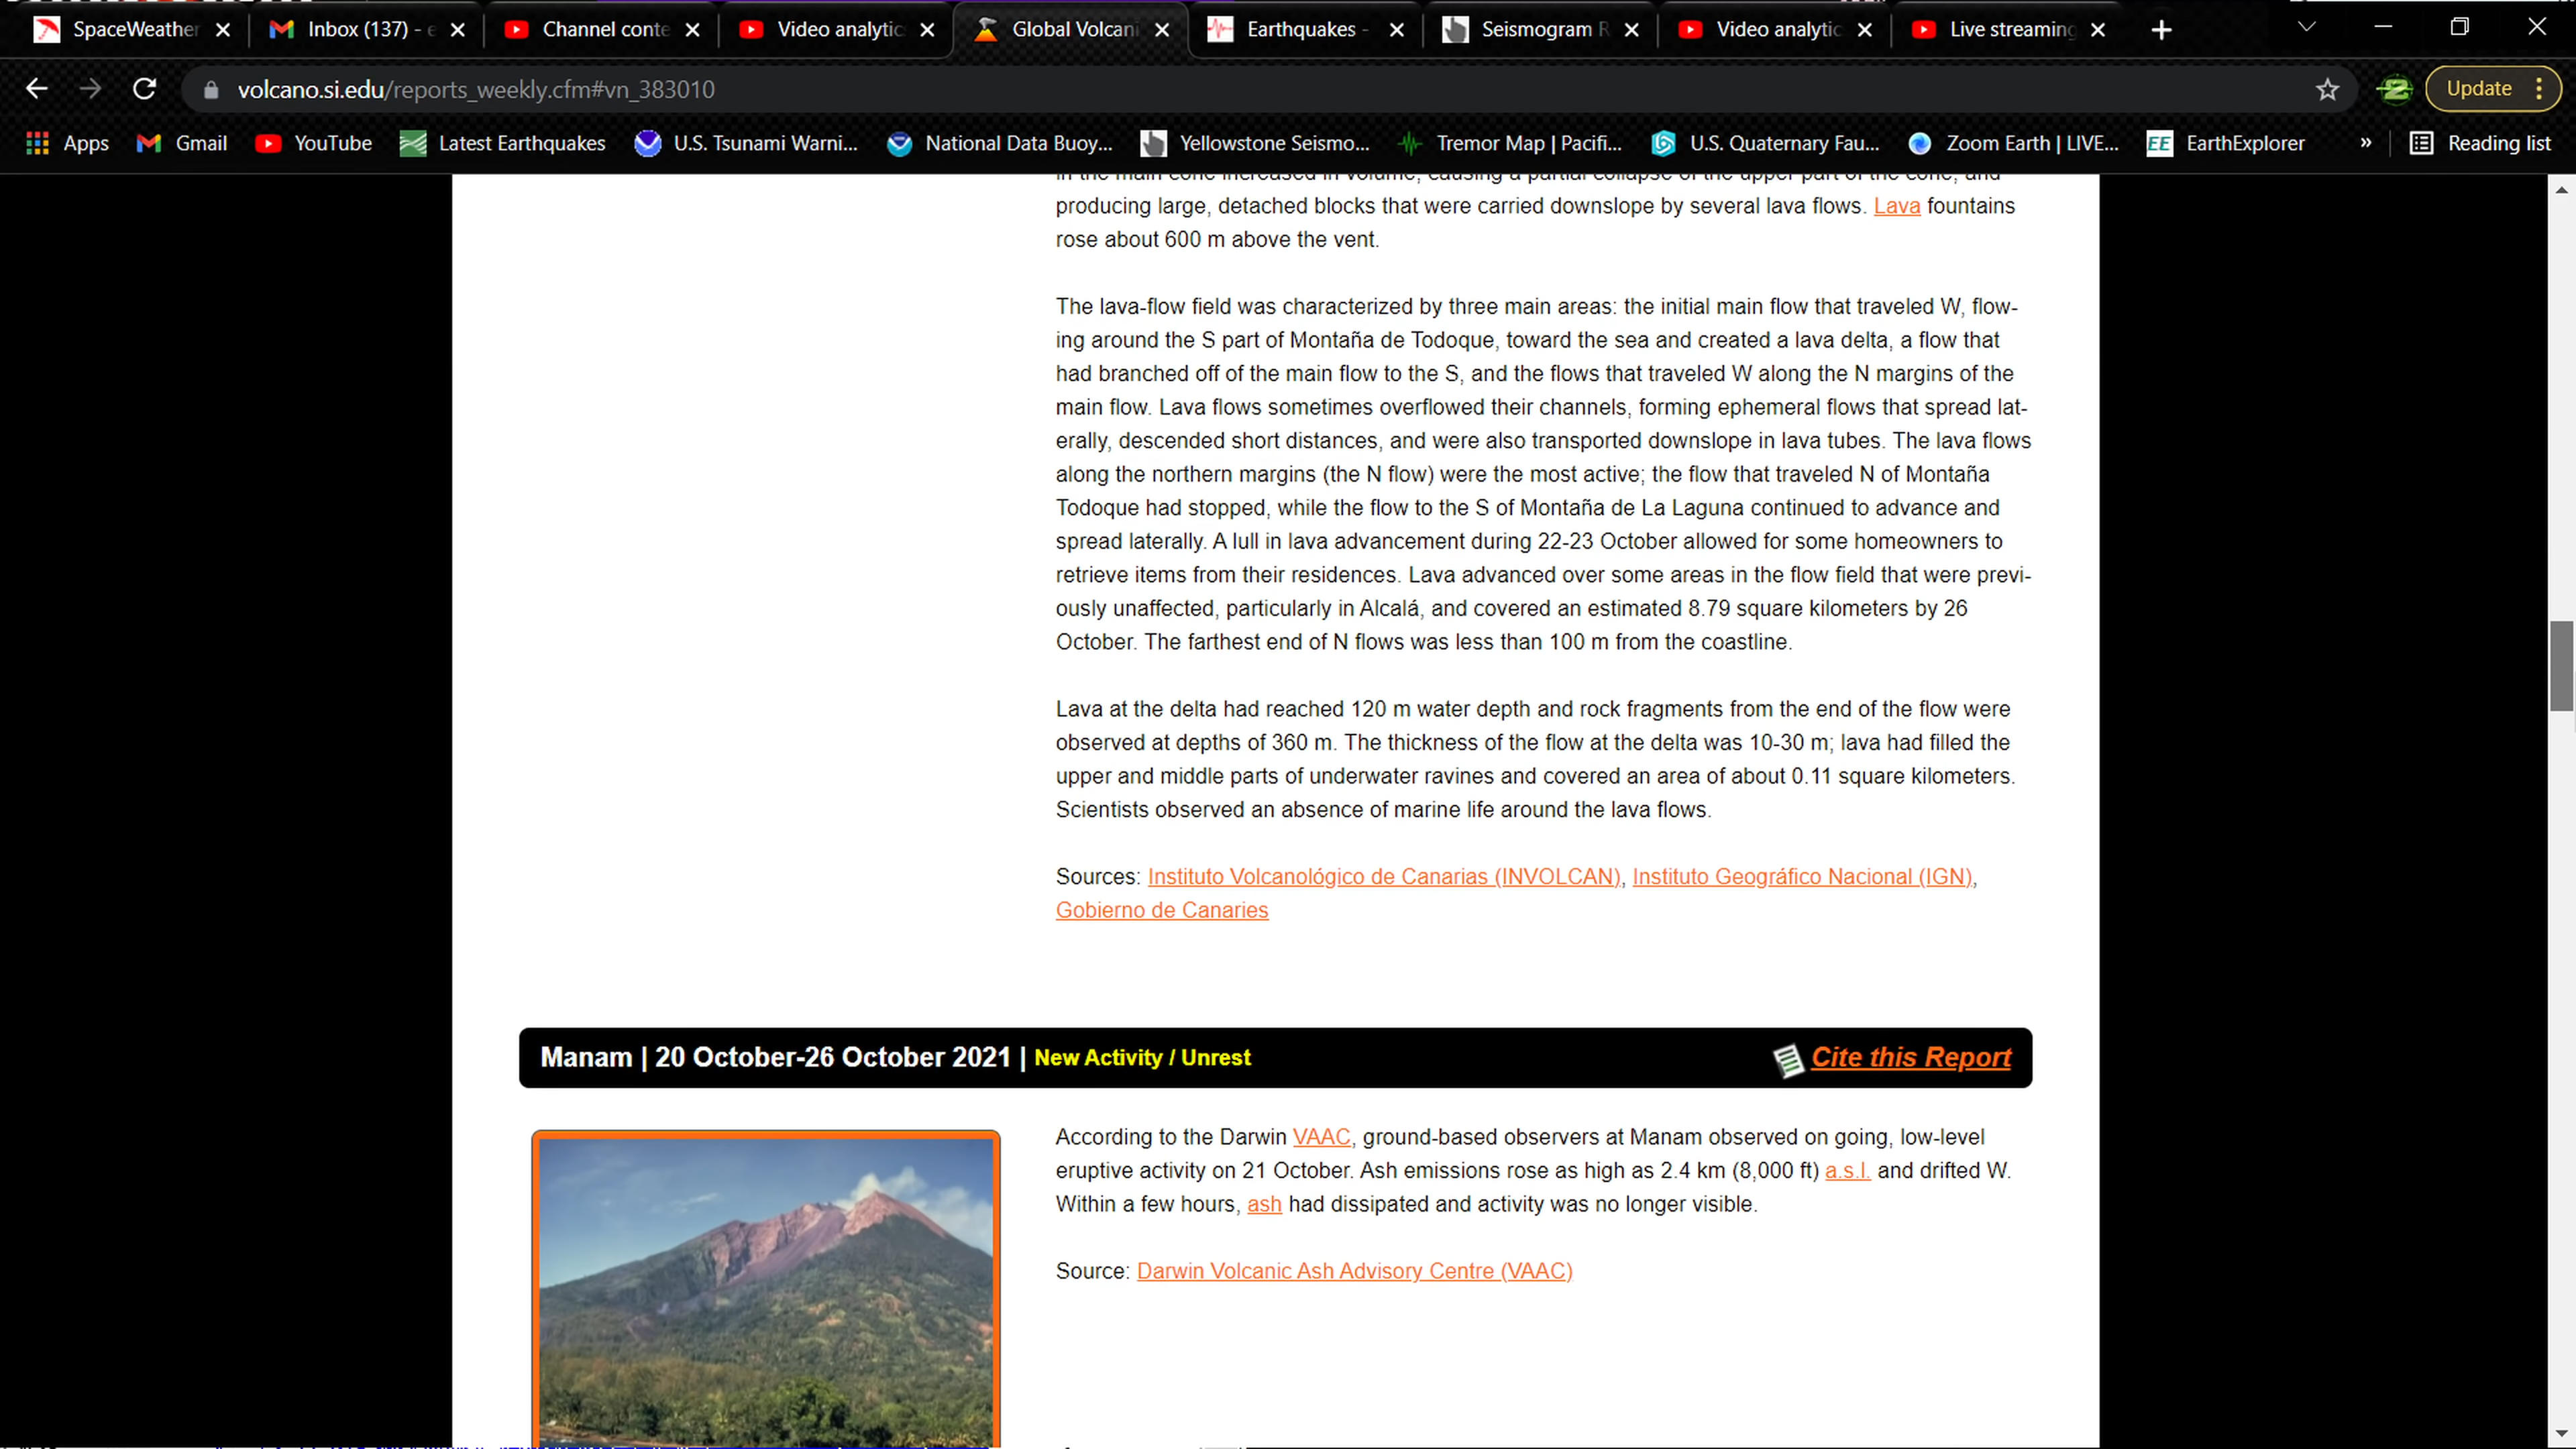 SpaceWeather
Inbox (137) - e
Channel conte
Video analytic
Global Volcani
Earthquakes -
Seismogram R
Video analytic
Live streaming
volcano.si.edu/reports_weekly.cfm#vn_383010
Update
Apps
Gmail
YouTube
Latest Earthquakes
U.S. Tsunami Warni...
National Data Buoy...
Yellowstone Seismo...
Tremor Map | Pacifi...
U.S. Quaternary Fau...
Zoom Earth | LIVE...
EE
EarthExplorer
»
Reading list
in the main cone increased in volume, causing a partial collapse of the upper part of the cone, and
producing large, detached blocks that were carried downslope by several lava flows. Lava fountains
rose about 600 m above the vent.
The lava-flow field was characterized by three main areas: the initial main flow that traveled W, flow-
ing around the S part of Montaña de Todoque, toward the sea and created a lava delta, a flow that
had branched off of the main flow to the S, and the flows that traveled W along the N margins of the
main flow. Lava flows sometimes overflowed their channels, forming ephemeral flows that spread lat-
erally, descended short distances, and were also transported downslope in lava tubes. The lava flows
along the northern margins (the N flow) were the most active; the flow that traveled N of Montaña
Todoque had stopped, while the flow to the S of Montaña de La Laguna continued to advance and
spread laterally. A lull in lava advancement during 22-23 October allowed for some homeowners to
retrieve items from their residences. Lava advanced over some areas in the flow field that were previ-
ously unaffected, particularly in Alcalá, and covered an estimated 8.79 square kilometers by 26
October. The farthest end of N flows was less than 100 m from the coastline.
Lava at the delta had reached 120 m water depth and rock fragments from the end of the flow were
observed at depths of 360 m. The thickness of the flow at the delta was 10-30 m; lava had filled the
upper and middle parts of underwater ravines and covered an area of about 0.11 square kilometers.
Scientists observed an absence of marine life around the lava flows.
Sources: Instituto Volcanológico de Canarias (INVOLCAN), Instituto Geográfico Nacional (IGN),
Gobierno de Canaries
Manam | 20 October-26 October 2021 | New Activity / Unrest
Cite this Report
According to the Darwin VAAC, ground-based observers at Manam observed on going, low-level
eruptive activity on 21 October. Ash emissions rose as high as 2.4 km (8,000 ft) a.s.l. and drifted W.
Within a few hours, ash had dissipated and activity was no longer visible.
Source: Darwin Volcanic Ash Advisory Centre (VAAC)